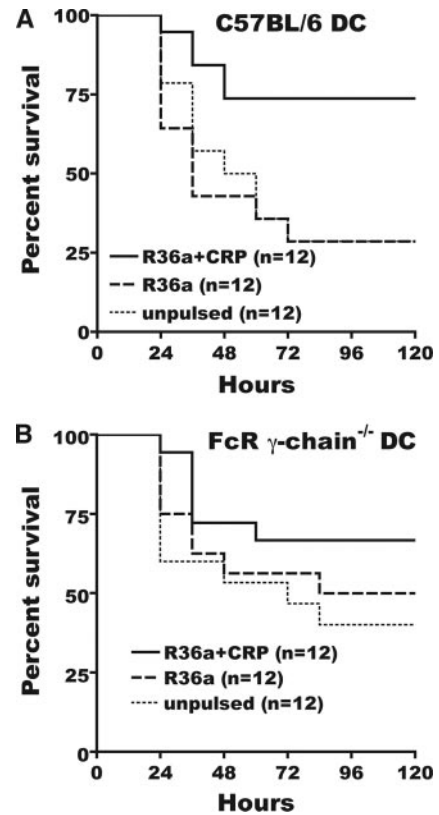 A
C57BL/6 DC
Percent survival
100
75
50
25
0
R36a+CRP (n=12)
R36a (n=12)
unpulsed (n=12)
0 24 48 72 96 120
Hours
B
FcR γ-chain-/- DC
Percent survival
100
75
50
25
0
R36a+CRP (n=12)
R36a (n=12)
unpulsed (n=12)
0 24 48 72 96 120
Hours